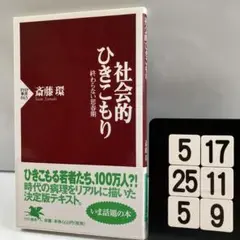 斎藤 環
社会的
ひきこもり
終わらない思春期
ひきこもる若者たち、100万人?!
時代の病理をリアルに描いた
決定版テキスト。
いま話題の本
5 17
25 11
5 9